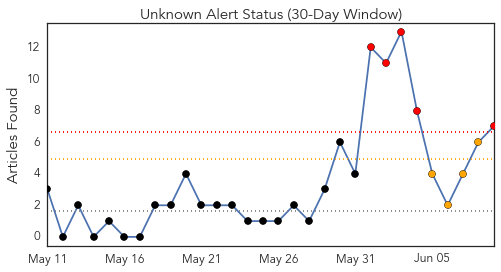 Unknown Alert Status (30-Day Window)
Articles Found
12
10
8
6
4
2
0
May 11 May 16 May 21 May 26 May 31 Jun 05